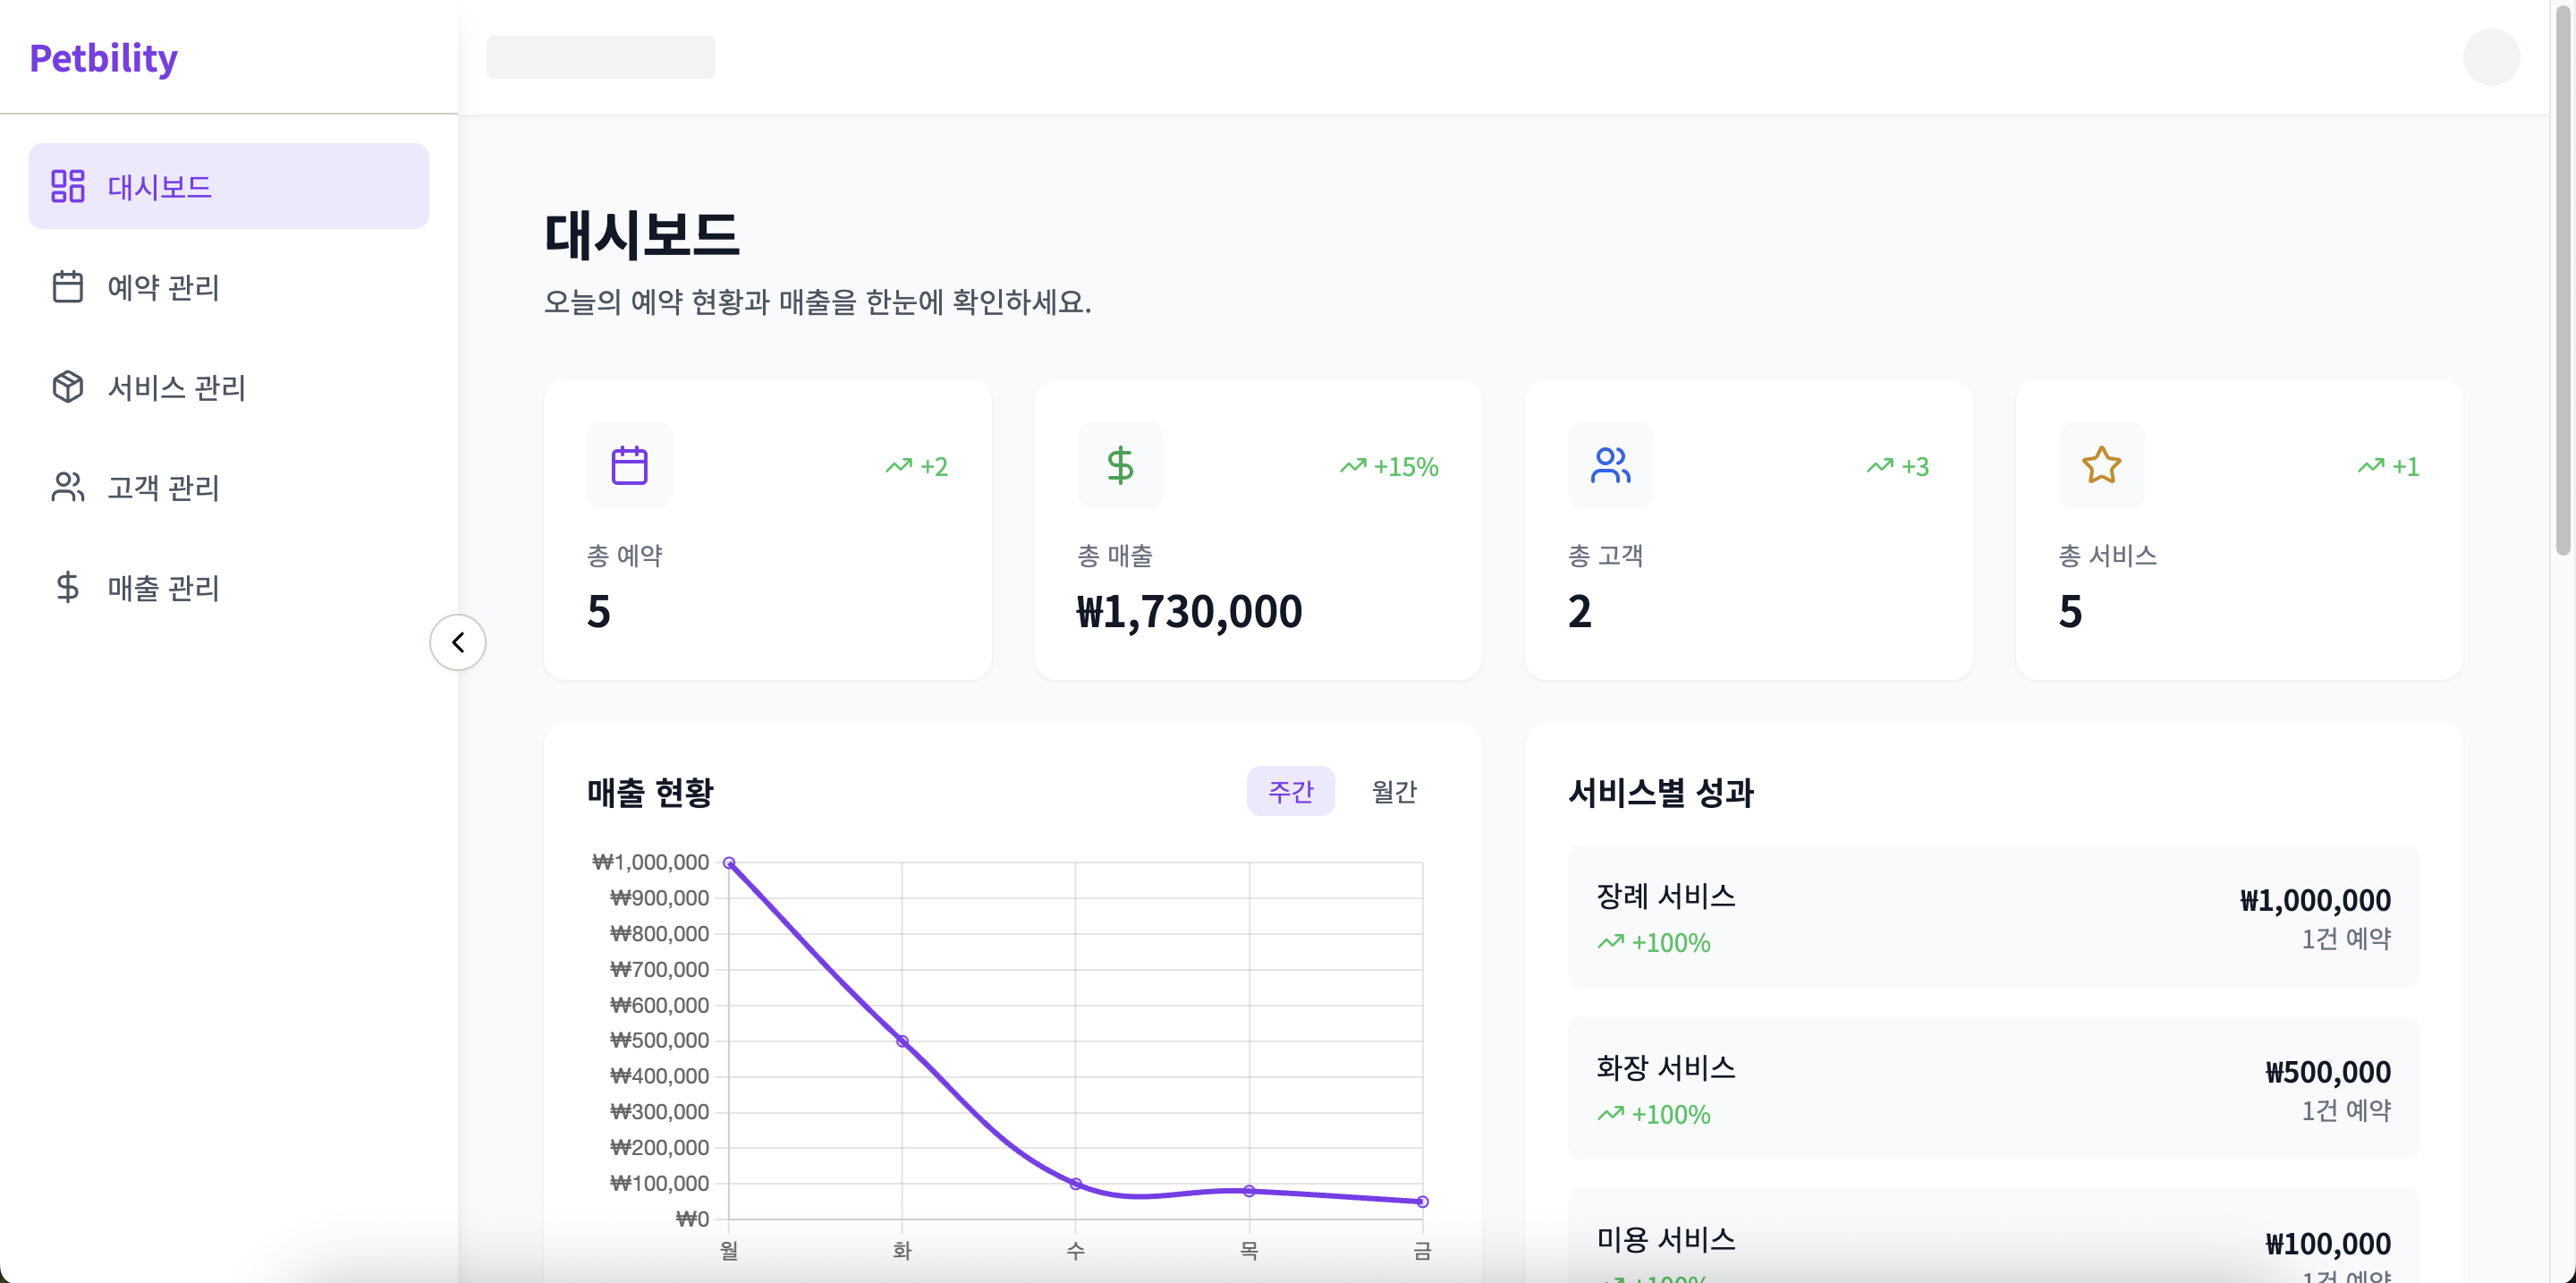 Petbility
대시보드
예약 관리
서비스 관리
고객 관리
매출 관리
대시보드
오늘의 예약 현황과 매출을 한눈에 확인하세요.
+2
총 예약
5
+15%
총 매출
₩1,730,000
+3
총 고객
2
+1
총 서비스
5
매출 현황
주간 월간
₩1,000,000
₩900,000
₩800,000
₩700,000
₩600,000
₩500,000
₩400,000
₩300,000
₩200,000
₩100,000
₩0
월 화 수 목 금
서비스별 성과
장례 서비스
₩1,000,000
+100%
1건 예약
화장 서비스
₩500,000
+100%
1건 예약
미용 서비스
₩100,000
+100%
1건 예약